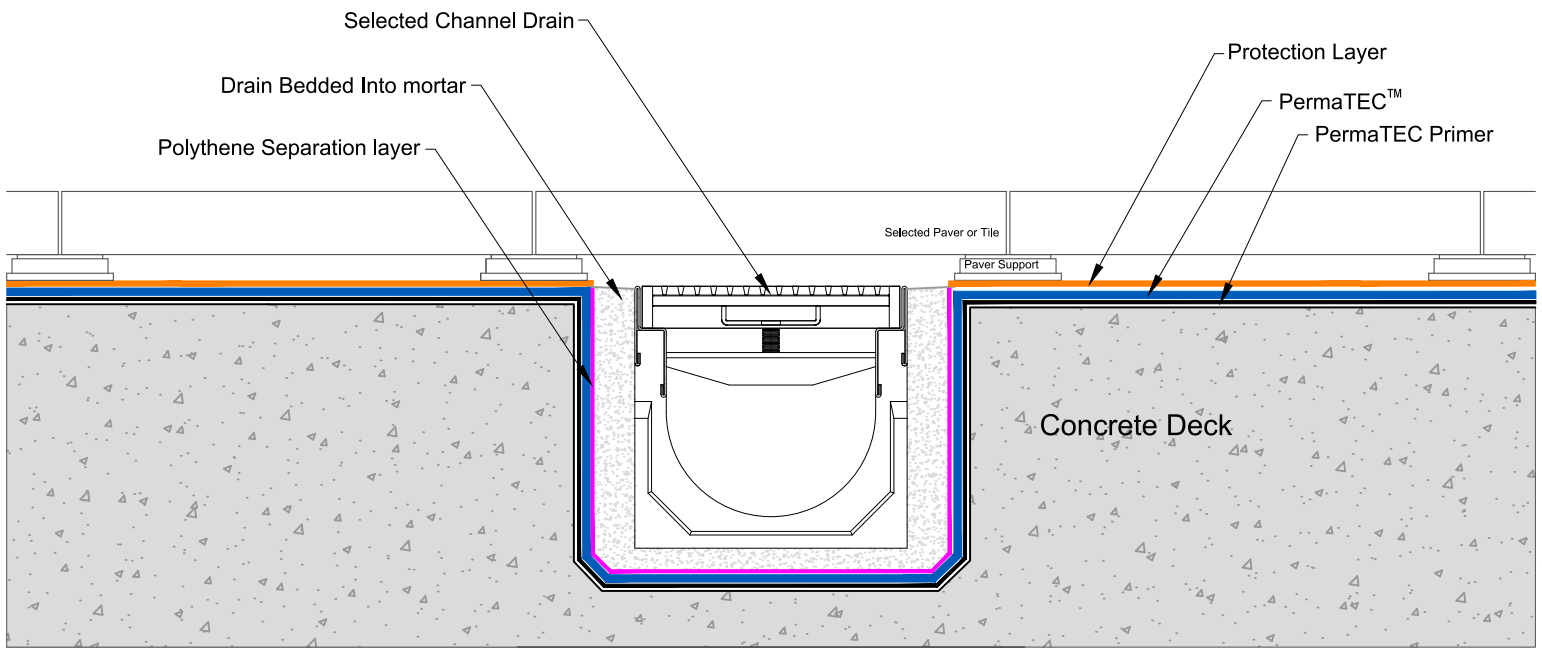 Selected Channel Drain
Protection Layer
Drain Bedded Into mortar
PermaTEC™
PermaTEC Primer
Polythene Separation layer
Selected Paver or Tile
Paver Support
Concrete Deck